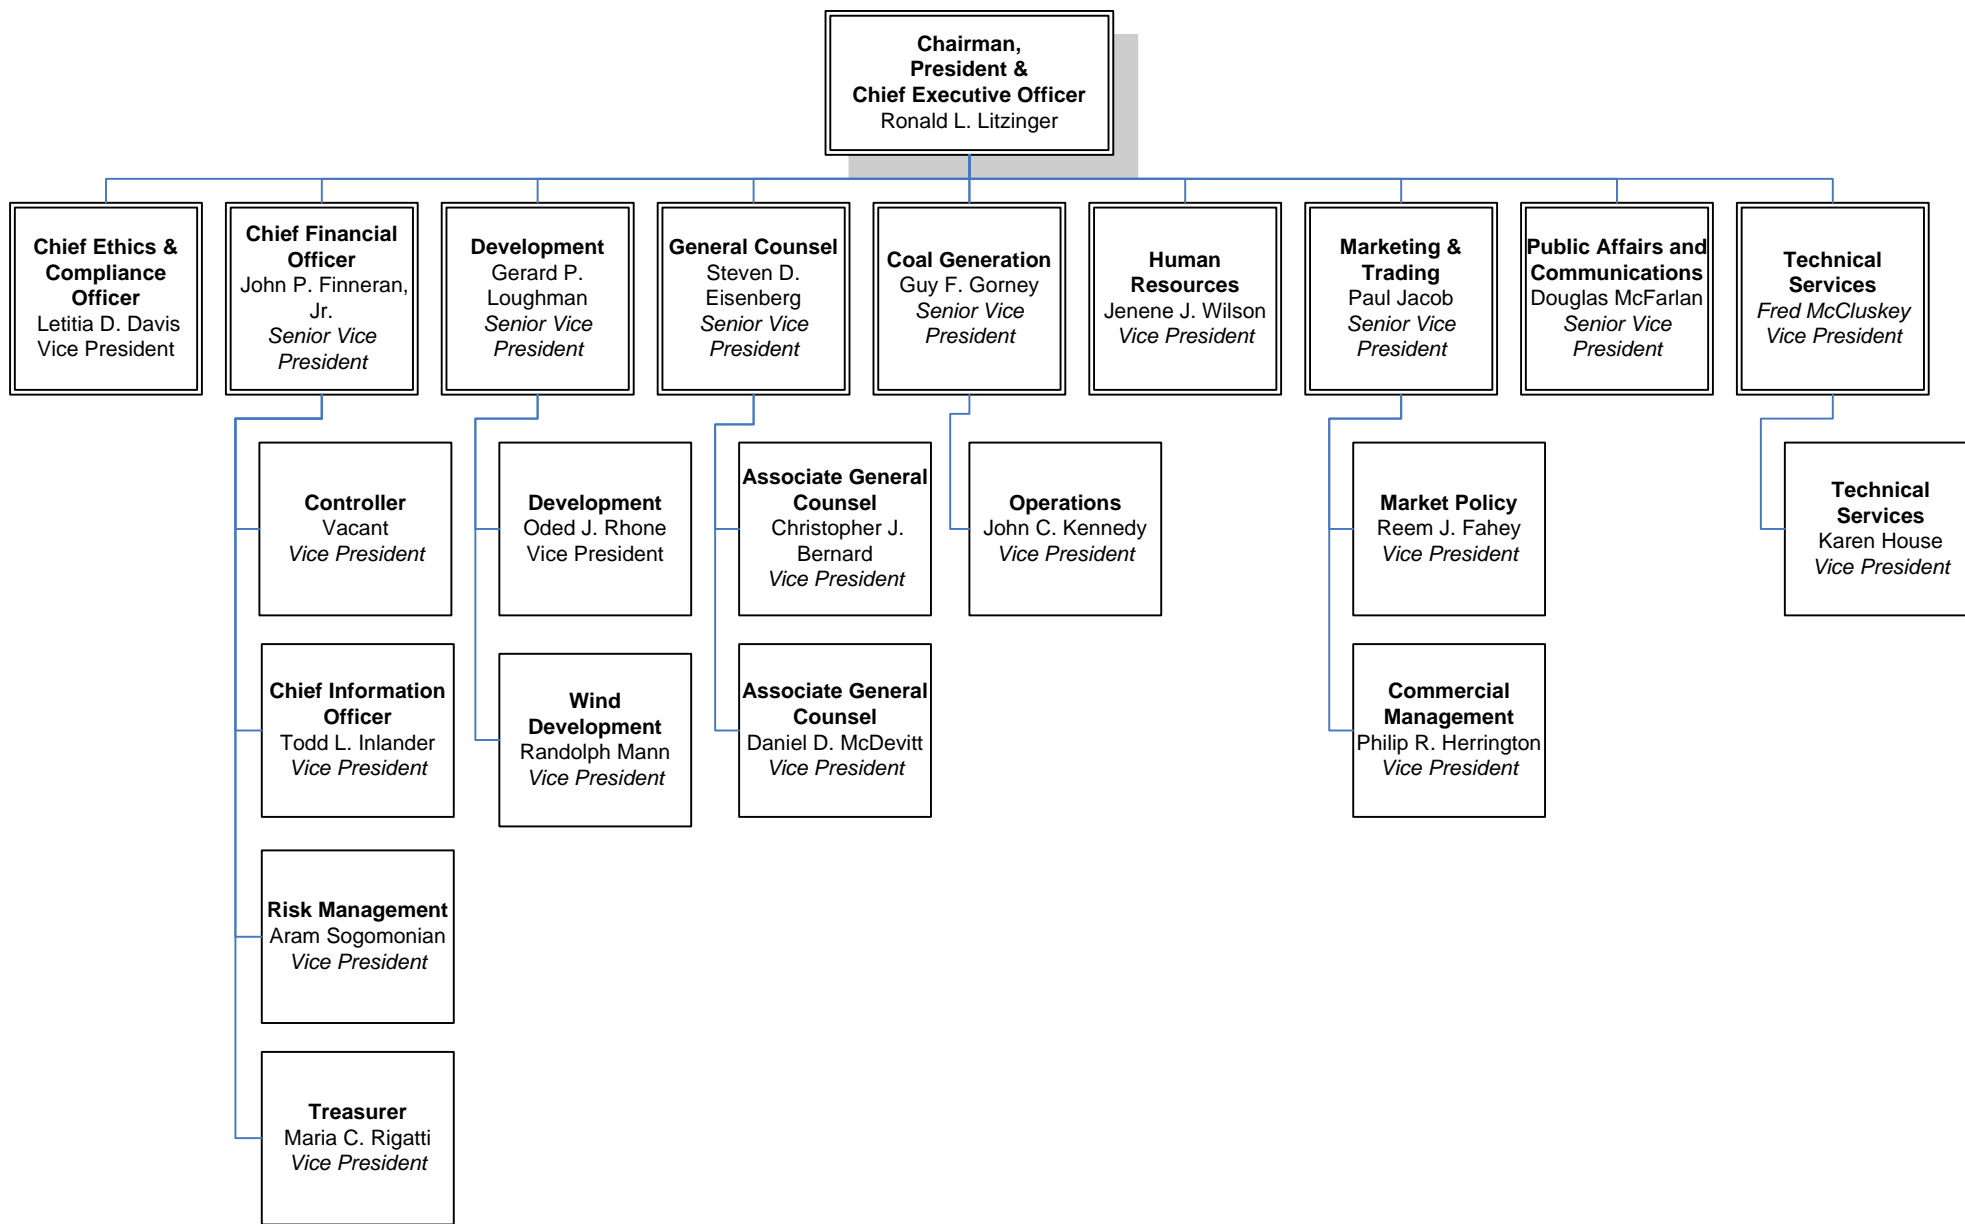 Chairman,
President &
Chief Executive Officer
Ronald L. Litzinger
Chief Ethics &
Compliance
Officer
Letitia D. Davis
Vice President
Chief Financial
Officer
John P. Finneran,
Jr.
Senior Vice
President
Development
Gerard P.
Loughman
Senior Vice
President
General Counsel
Steven D.
Eisenberg
Senior Vice
President
Coal Generation
Guy F. Gorney
Senior Vice
President
Human
Resources
Jenene J. Wilson
Vice President
Marketing &
Trading
Paul Jacob
Senior Vice
President
Public Affairs and
Communications
Douglas McFarlan
Senior Vice
President
Technical
Services
Fred McCluskey
Vice President
Controller
Vacant
Vice President
Development
Oded J. Rhone
Vice President
Associate General
Counsel
Christopher J.
Bernard
Vice President
Operations
John C. Kennedy
Vice President
Market Policy
Reem J. Fahey
Vice President
Technical
Services
Karen House
Vice President
Chief Information
Officer
Todd L. Inlander
Vice President
Wind
Development
Randolph Mann
Vice President
Associate General
Counsel
Daniel D. McDevitt
Vice President
Commercial
Management
Philip R. Herrington
Vice President
Risk Management
Aram Sogomonian
Vice President
Treasurer
Maria C. Rigatti
Vice President